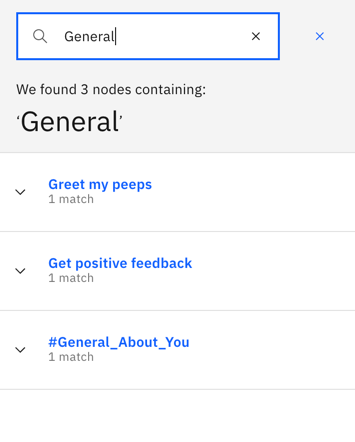 General
We found 3 nodes containing:
‘General’
Greet my peeps
1 match
Get positive feedback
1 match
#General_About_You
1 match